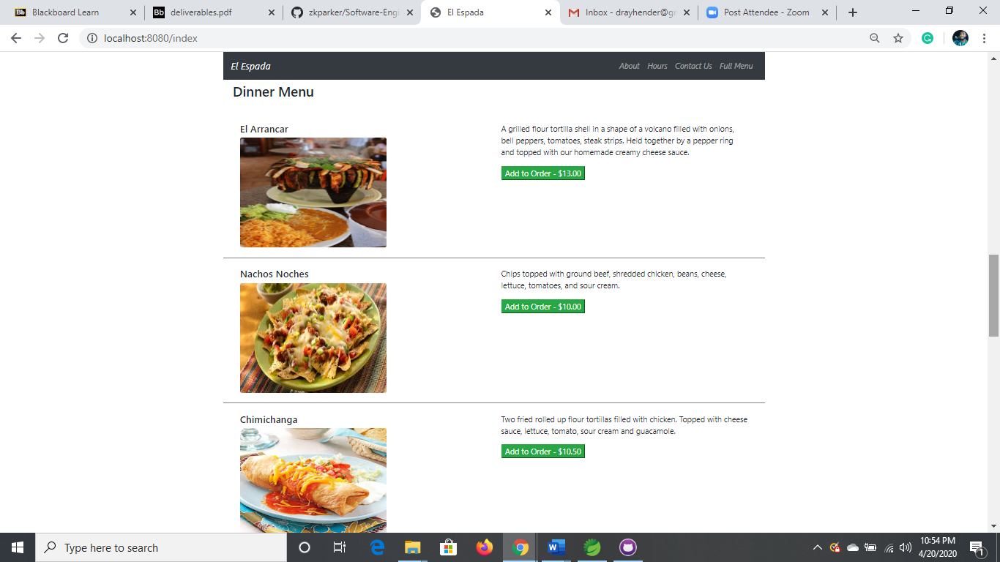 Blackboard Learn
deliverables.pdf
zkparker/Software-Engi
El Espada
Inbox - drayhender@gm
Post Attendee - Zoom
localhost:8080/index
El Espada
About Hours Contact Us Full Menu
Dinner Menu
El Arrancar
A grilled flour tortilla shell in a shape of a volcano filled with onions,
bell peppers, tomatoes, steak strips. Held together by a pepper ring
and topped with our homemade creamy cheese sauce.
Add to Order - $13.00
Nachos Noches
Chips topped with ground beef, shredded chicken, beans, cheese,
lettuce, tomatoes, and sour cream.
Add to Order - $10.00
Chimichanga
Two fried rolled up flour tortillas filled with chicken. Topped with cheese
sauce, lettuce, tomato, sour cream and guacamole.
Add to Order - $10.50
Type here to search
10:54 PM
4/20/2020
1